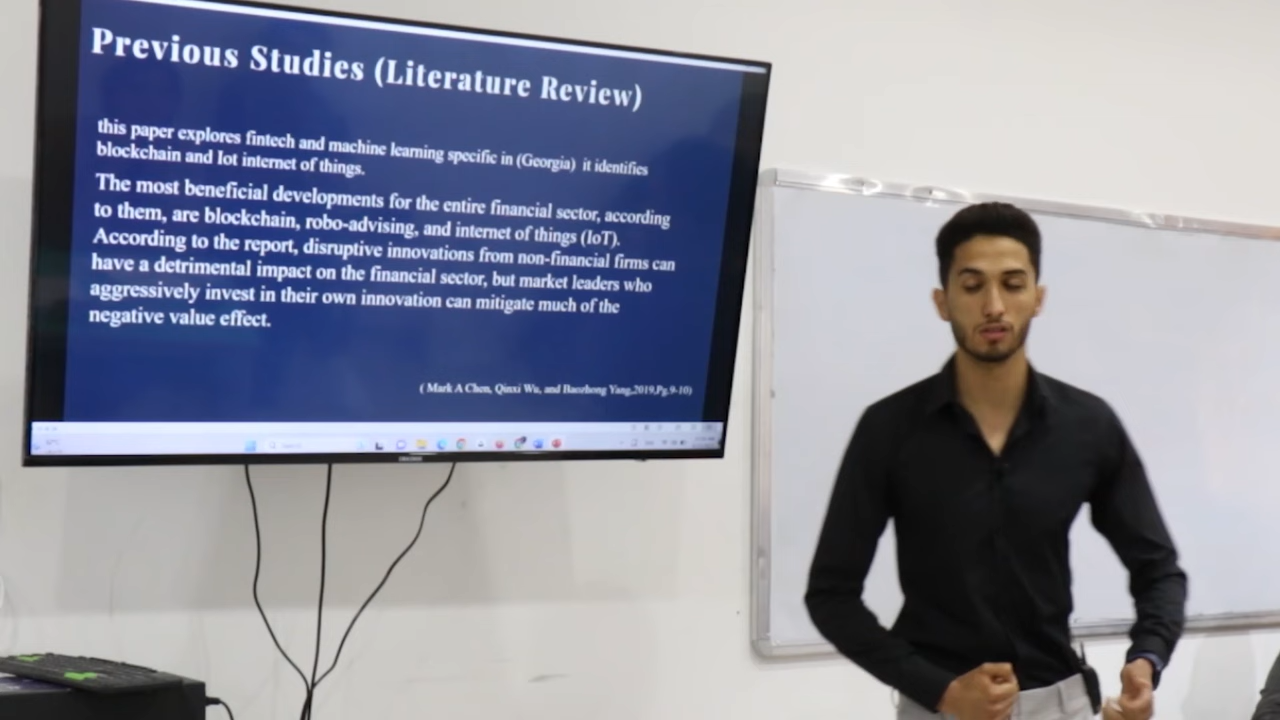 Previous Studies (Literature Review)
this paper explores fintech and machine learning specific in (Georgia) it identifies
blockchain and Iot internet of things.
The most beneficial developments for the entire financial sector, according
to them, are blockchain, robo-advising, and internet of things (IoT).
According to the report, disruptive innovations from non-financial firms can
have a detrimental impact on the financial sector, but market leaders who
aggressively invest in their own innovation can mitigate much of the
negative value effect.
( Mark A Chen, Qinxi Wu, and Baozhong Yang,2019,Pg.9-10)
Search